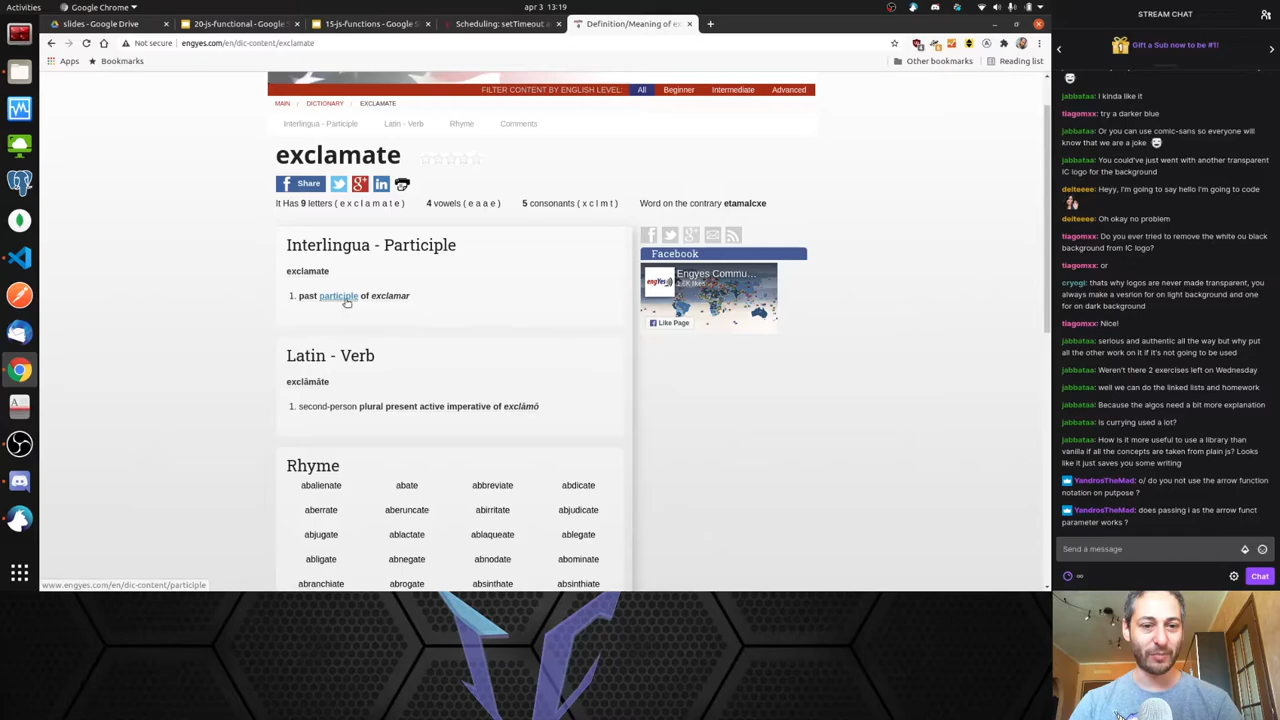 Google Chrome
apr 3 13:19
slides - Google Drive
20-js-functional - Google S
15-js-functions - Google S
Scheduling: setTimeout a
Definition/Meaning of ex
Not secure
engyes.com/en/dic-content/exclamate
Apps
Bookmarks
Other bookmarks
Reading list
FILTER CONTENT BY ENGLISH LEVEL:
All
Beginner
Intermediate
Advanced
MAIN / DICTIONARY / EXCLAMATE
Interlingua - Participle
Latin - Verb
Rhyme
Comments
exclamate
Share
It Has 9 letters ( e x c l a m a t e )
4 vowels ( e a a e )
5 consonants ( x c l m t )
Word on the contrary etamalcxe
Interlingua - Participle
exclamate
1. past participle of exclamar
Latin - Verb
exclāmāte
1. second-person plural present active imperative of exclāmō
Rhyme
abalienate abate abbreviate abdicate
aberrate aberuncate abirritate abjudicate
abjugate ablactate ablaqueate ablegate
abligate abnegate abnodate abominate
abranchiate abrogate absinthate absinthiate
Facebook
engYes
Engyes Commu...
1.6K likes
Like Page
www.engyes.com/en/dic-content/participle
STREAM CHAT
Gift a Sub now to be #1!
jabbataa: I kinda like it
tiagomxx: try a darker blue
jabbataa: Or you can use comic-sans so everyone will
know that we are a joke
jabbataa: You could've just went with another transparent
IC logo for the background
deiteeee: Heyy, I'm going to say hello I'm going to code
deiteeee: Oh okay no problem
tiagomxx: Do you ever tried to remove the white ou black
background from IC logo?
tiagomxx: or
cryogl: thats why logos are never made transparent, you
always make a vesrion for on light background and one
for on dark background
tiagomxx: Nice!
jabbataa: serious and authentic all the way but why put
all the other work on it if it's not going to be used
jabbataa: Weren't there 2 exercises left on Wednesday
jabbataa: well we can do the linked lists and homework
jabbataa: Because the algos need a bit more explanation
jabbataa: Is currying used a lot?
jabbataa: How is it more useful to use a library than
vanilla if all the concepts are taken from plain js? Looks
like it just saves you some writing
YandrosTheMad: o/ do you not use the arrow function
notation on putpose ?
YandrosTheMad: does passing i as the arrow funct
parameter works ?
Send a message
Chat